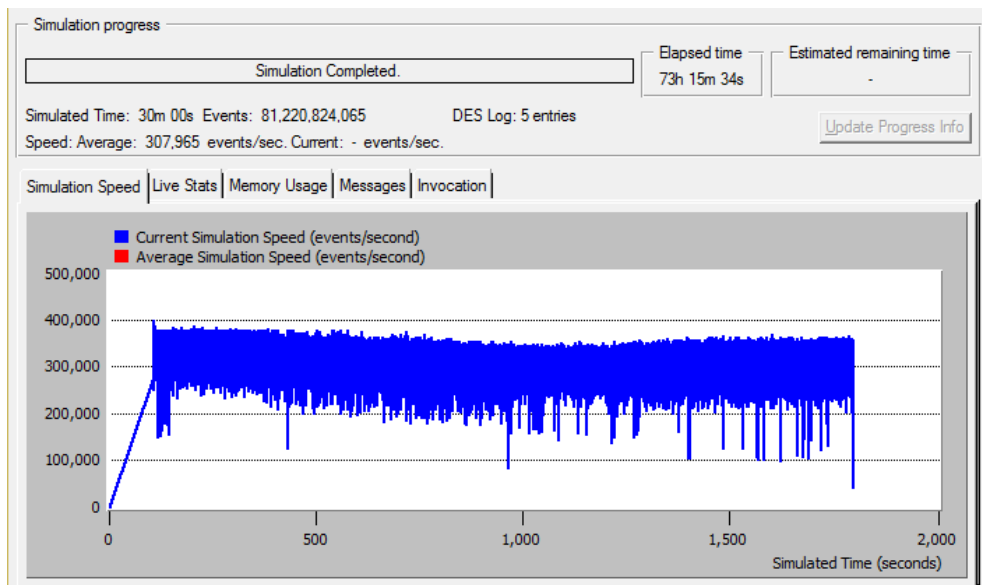 Simulation progress
Simulation Completed.
Elapsed time
73h 15m 34s
Estimated remaining time
-
Simulated Time: 30m 00s Events: 81,220,824,065 DES Log: 5 entries
Speed: Average: 307,965 events/sec. Current: - events/sec.
Update Progress Info
Simulation Speed Live Stats Memory Usage Messages Invocation
Current Simulation Speed (events/second)
Average Simulation Speed (events/second)
500,000
400,000
300,000
200,000
100,000
0
0 500 1,000 1,500 2,000
Simulated Time (seconds)